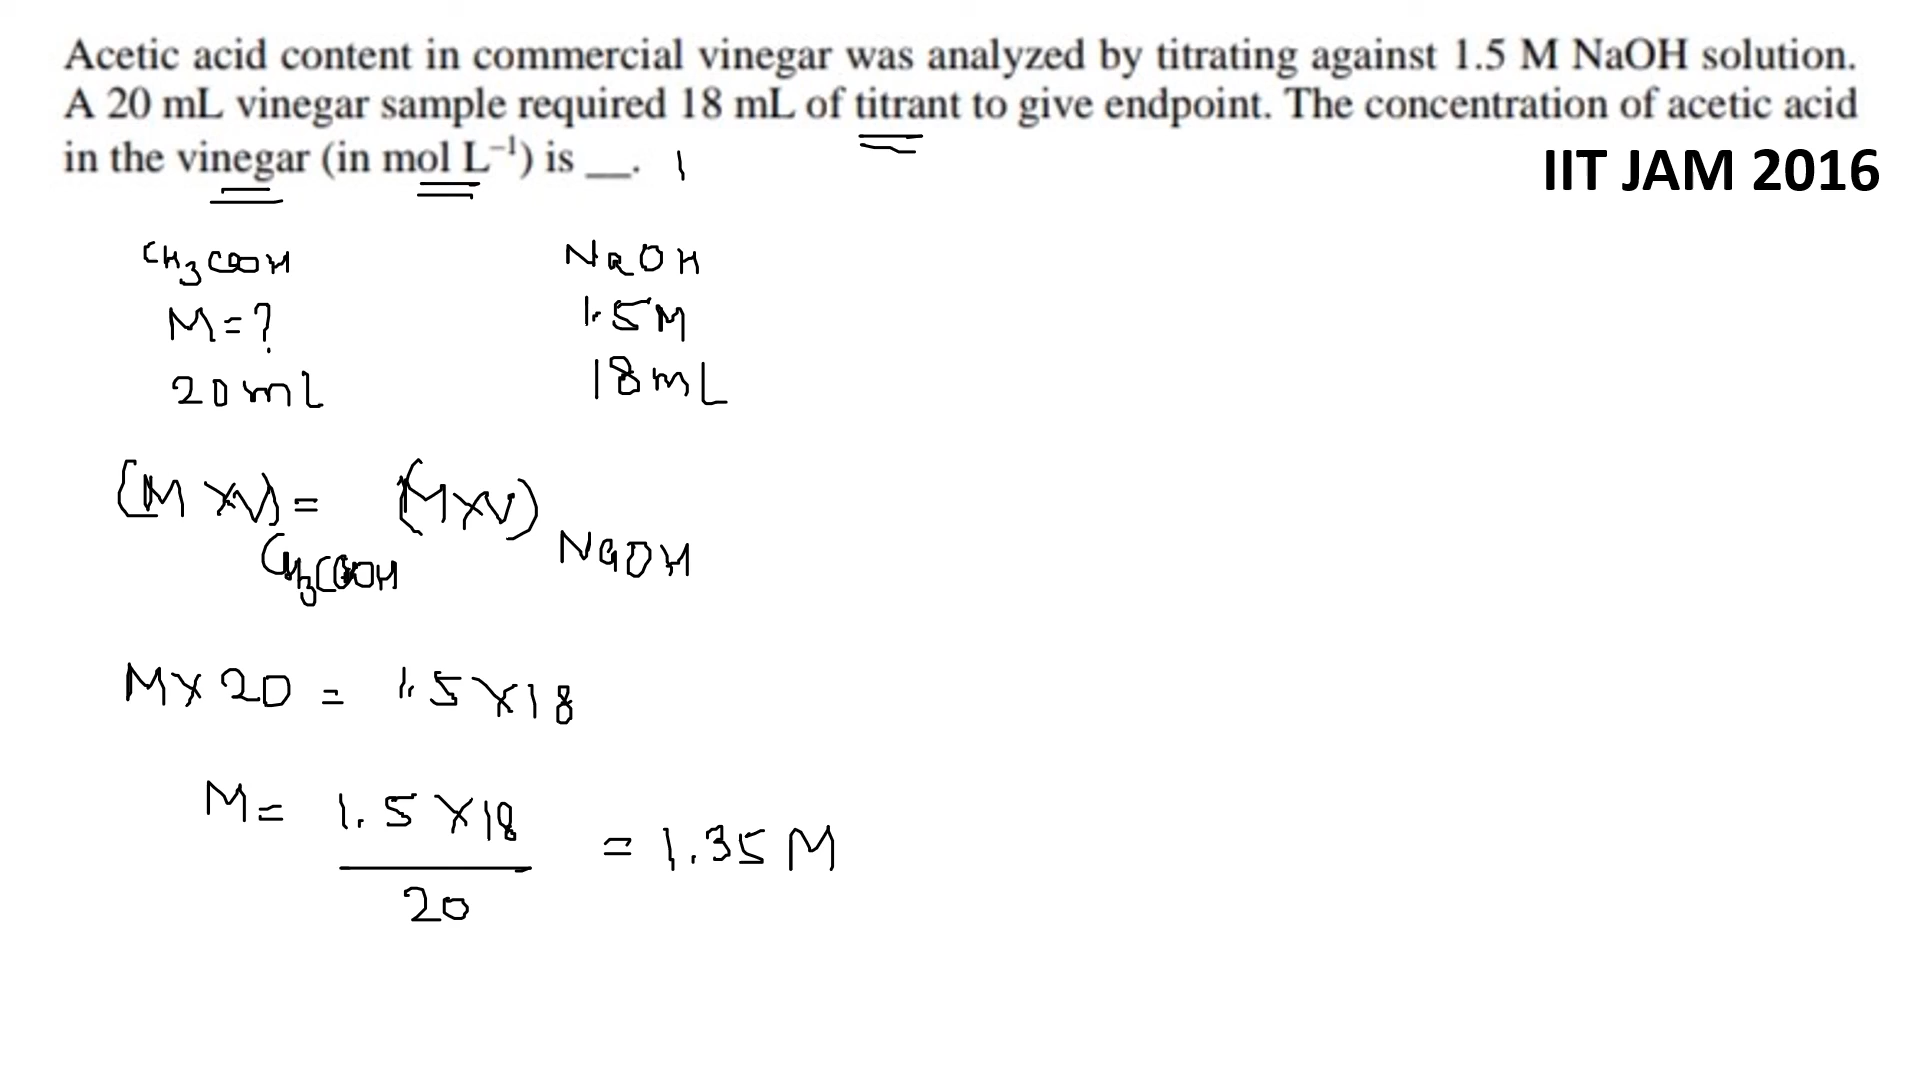 Acetic acid content in commercial vinegar was analyzed by titrating against 1.5 M NaOH solution.
A 20 mL vinegar sample required 18 mL of titrant to give endpoint. The concentration of acetic acid
in the vinegar (in mol L⁻¹) is __.
IIT JAM 2016
CH₃COOH NaOH
M=? 1.5M
20mL 18mL
(M×V) = (M×V)
CH₃COOH NaOH
M×20 = 1.5×18
M= 1.5×18
= 1.35 M
20